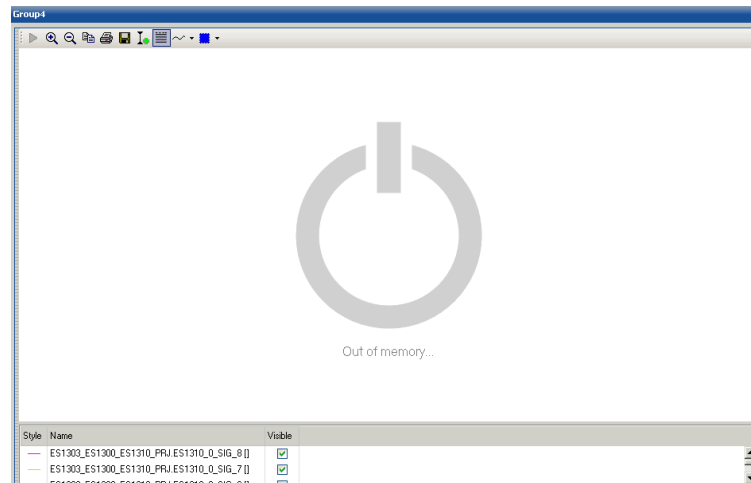 Group4
Out of memory...
Style Name Visible
ES1303_ES1300_ES1310_PRJ.ES1310_0_SIG_8 []
ES1303_ES1300_ES1310_PRJ.ES1310_0_SIG_7 []